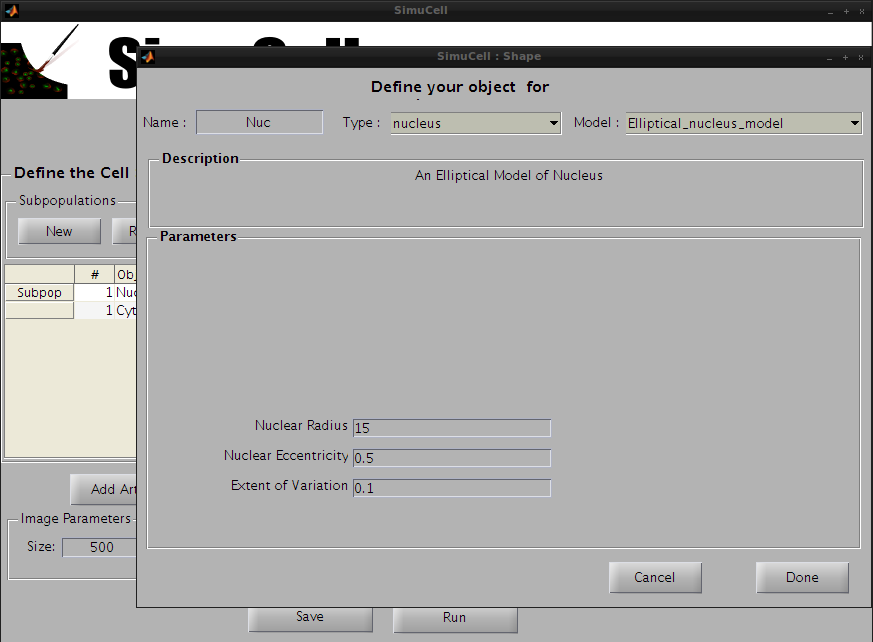 SimuCell
SimuCell : Shape
Define your object for
Name : Nuc Type : nucleus Model : Elliptical_nucleus_model
Description
An Elliptical Model of Nucleus
Parameters
Nuclear Radius 15
Nuclear Eccentricity 0.5
Extent of Variation 0.1
Cancel Done
Define the Cell
Subpopulations
New R
# Ob
Subpop 1 Nuc
1 Cyt
Add Art
Image Parameters
Size: 500
Save Run